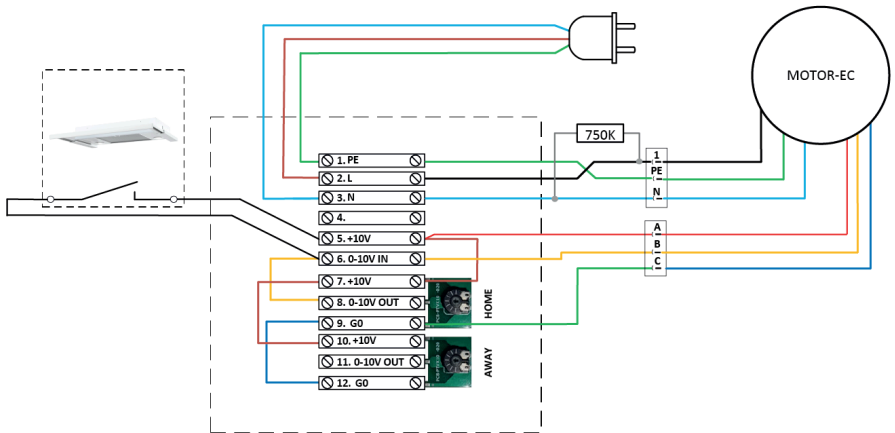 MOTOR-EC
750K
1. PE
2. L
3. N
4.
5. +10V
6. 0-10V IN
7. +10V
8. 0-10V OUT
9. G0
10. +10V
11. 0-10V OUT
12. G0
HOME
AWAY
1
PE
N
A
B
C